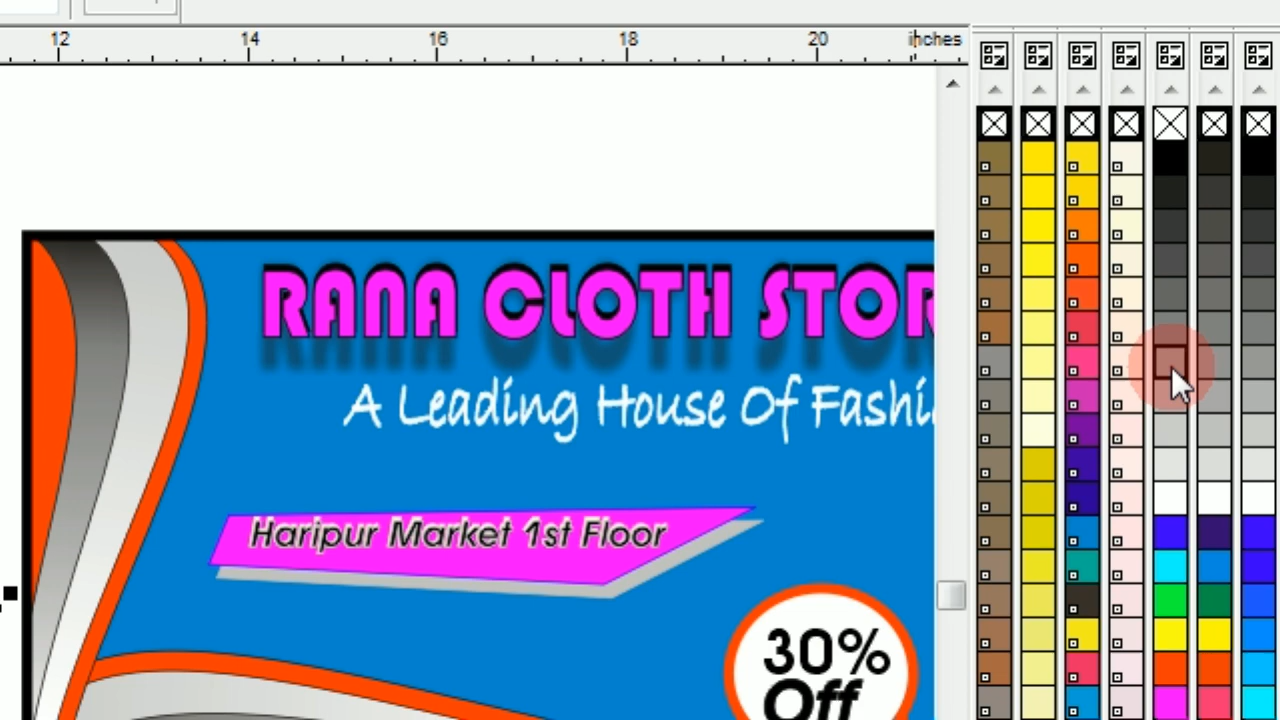 12 14 16 18 20 inches
RANA CLOTH STOR
A Leading House Of Fashi
Haripur Market 1st Floor
30%
Off